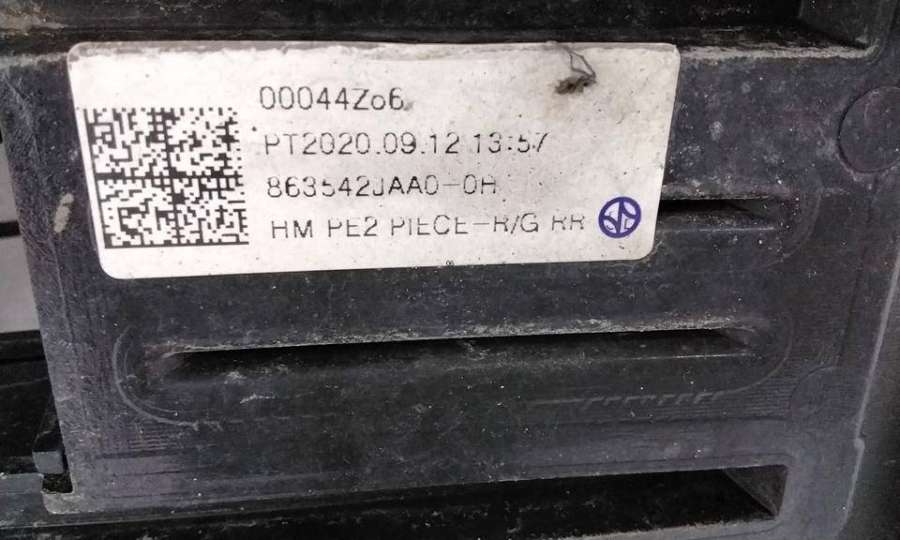 00044Zo6
PT2020.09.12 13:57
863542JAA0-0H
HM PE2 PIECE-R/G RR